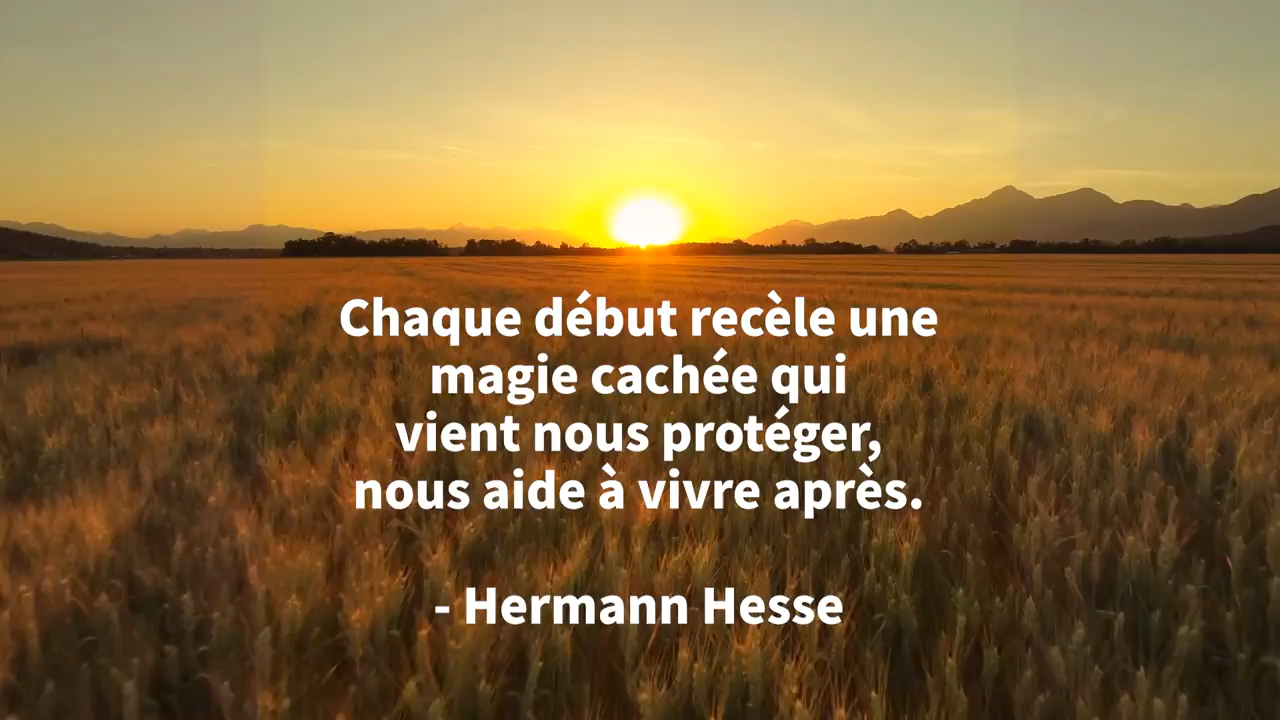 Chaque début recèle une
magie cachée qui
vient nous protéger,
nous aide à vivre après.
- Hermann Hesse